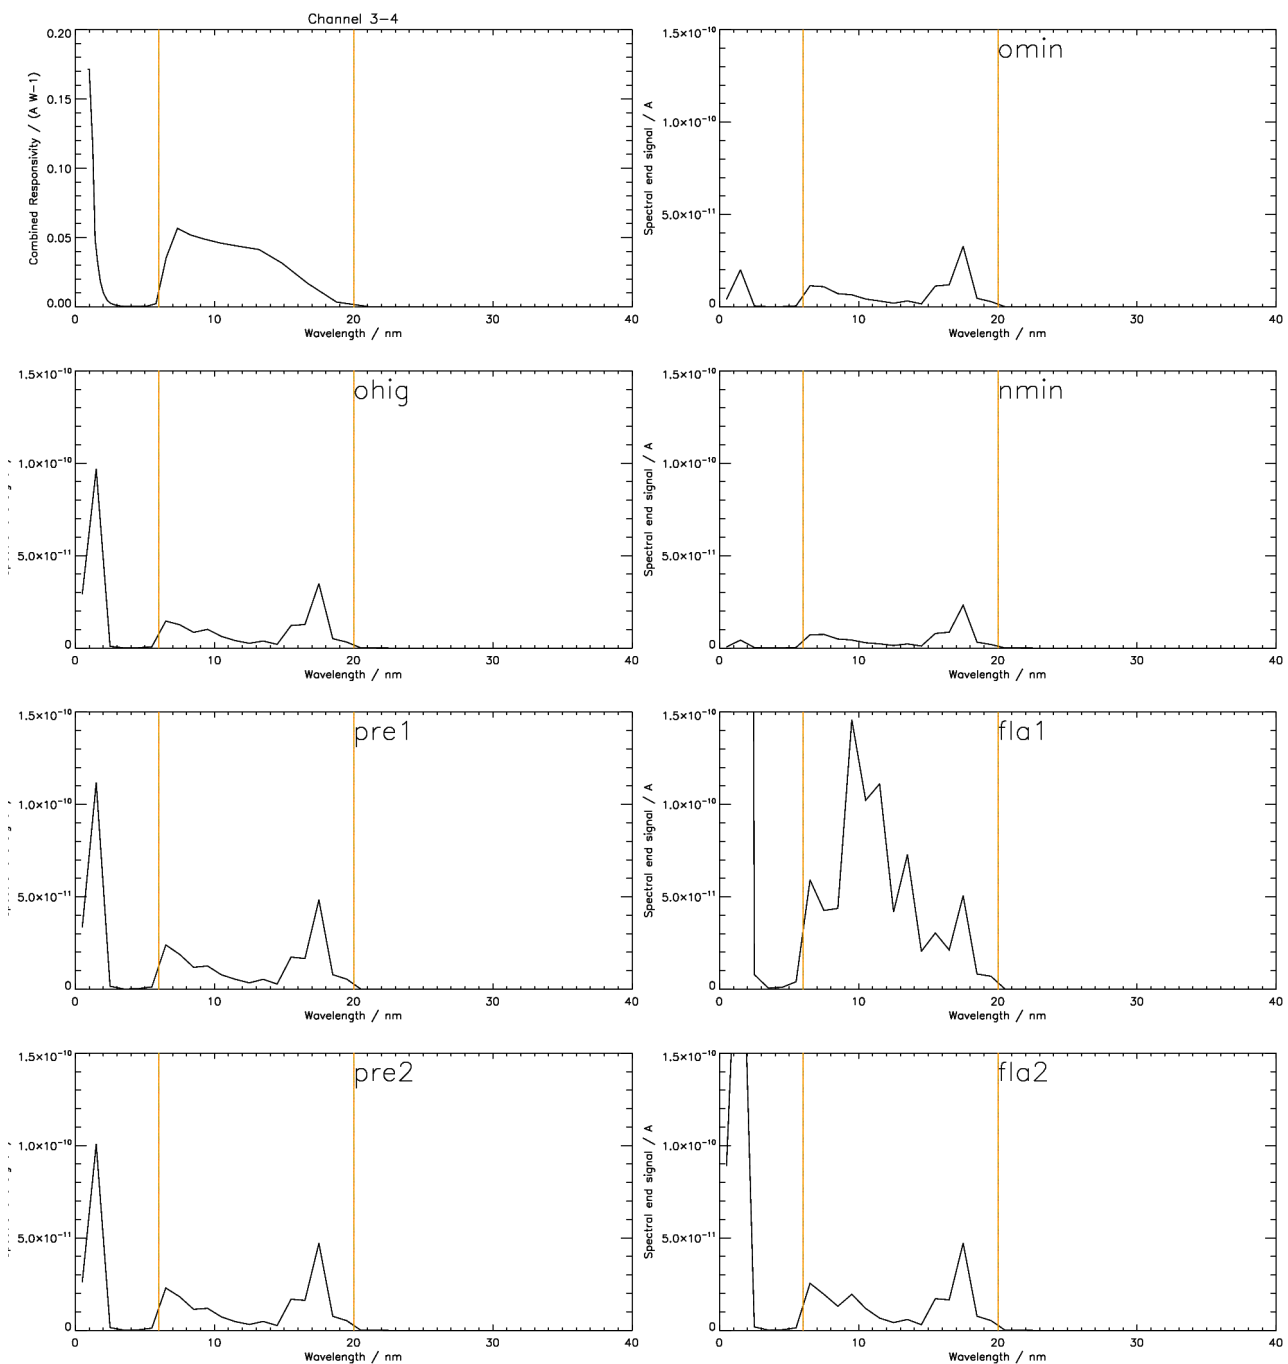 Channel 3-4
0.20
0.15
0.10
0.05
0.00
Combined Responsivity / (A W-1)
0 10 20 30 40
Wavelength / nm
omin
1.5×10⁻¹⁰
1.0×10⁻¹⁰
5.0×10⁻¹¹
0
Spectral end signal / A
0 10 20 30 40
Wavelength / nm
ohig
1.5×10⁻¹⁰
1.0×10⁻¹⁰
5.0×10⁻¹¹
0
0 10 20 30 40
Wavelength / nm
nmin
1.5×10⁻¹⁰
1.0×10⁻¹⁰
5.0×10⁻¹¹
0
Spectral end signal / A
0 10 20 30 40
Wavelength / nm
pre1
1.5×10⁻¹⁰
1.0×10⁻¹⁰
5.0×10⁻¹¹
0
0 10 20 30 40
Wavelength / nm
fla1
1.5×10⁻¹⁰
1.0×10⁻¹⁰
5.0×10⁻¹¹
0
Spectral end signal / A
0 10 20 30 40
Wavelength / nm
pre2
1.5×10⁻¹⁰
1.0×10⁻¹⁰
5.0×10⁻¹¹
0
0 10 20 30 40
Wavelength / nm
fla2
1.5×10⁻¹⁰
1.0×10⁻¹⁰
5.0×10⁻¹¹
0
Spectral end signal / A
0 10 20 30 40
Wavelength / nm